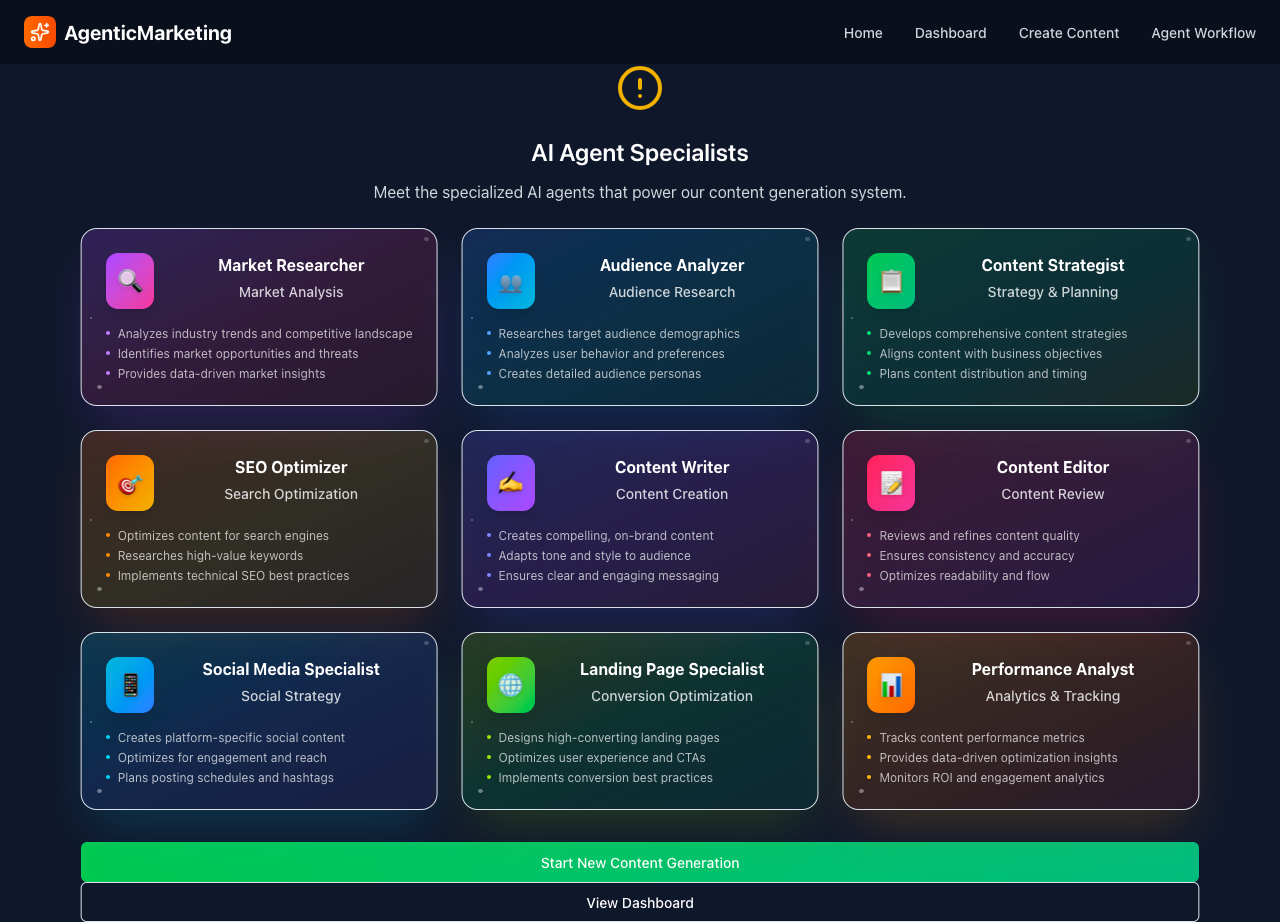 AgenticMarketing
Home
Dashboard
Create Content
Agent Workflow
AI Agent Specialists
Meet the specialized AI agents that power our content generation system.
Market Researcher
Market Analysis
Analyzes industry trends and competitive landscape
Identifies market opportunities and threats
Provides data-driven market insights
Audience Analyzer
Audience Research
Researches target audience demographics
Analyzes user behavior and preferences
Creates detailed audience personas
Content Strategist
Strategy & Planning
Develops comprehensive content strategies
Aligns content with business objectives
Plans content distribution and timing
SEO Optimizer
Search Optimization
Optimizes content for search engines
Researches high-value keywords
Implements technical SEO best practices
Content Writer
Content Creation
Creates compelling, on-brand content
Adapts tone and style to audience
Ensures clear and engaging messaging
Content Editor
Content Review
Reviews and refines content quality
Ensures consistency and accuracy
Optimizes readability and flow
Social Media Specialist
Social Strategy
Creates platform-specific social content
Optimizes for engagement and reach
Plans posting schedules and hashtags
Landing Page Specialist
Conversion Optimization
Designs high-converting landing pages
Optimizes user experience and CTAs
Implements conversion best practices
Performance Analyst
Analytics & Tracking
Tracks content performance metrics
Provides data-driven optimization insights
Monitors ROI and engagement analytics
Start New Content Generation
View Dashboard